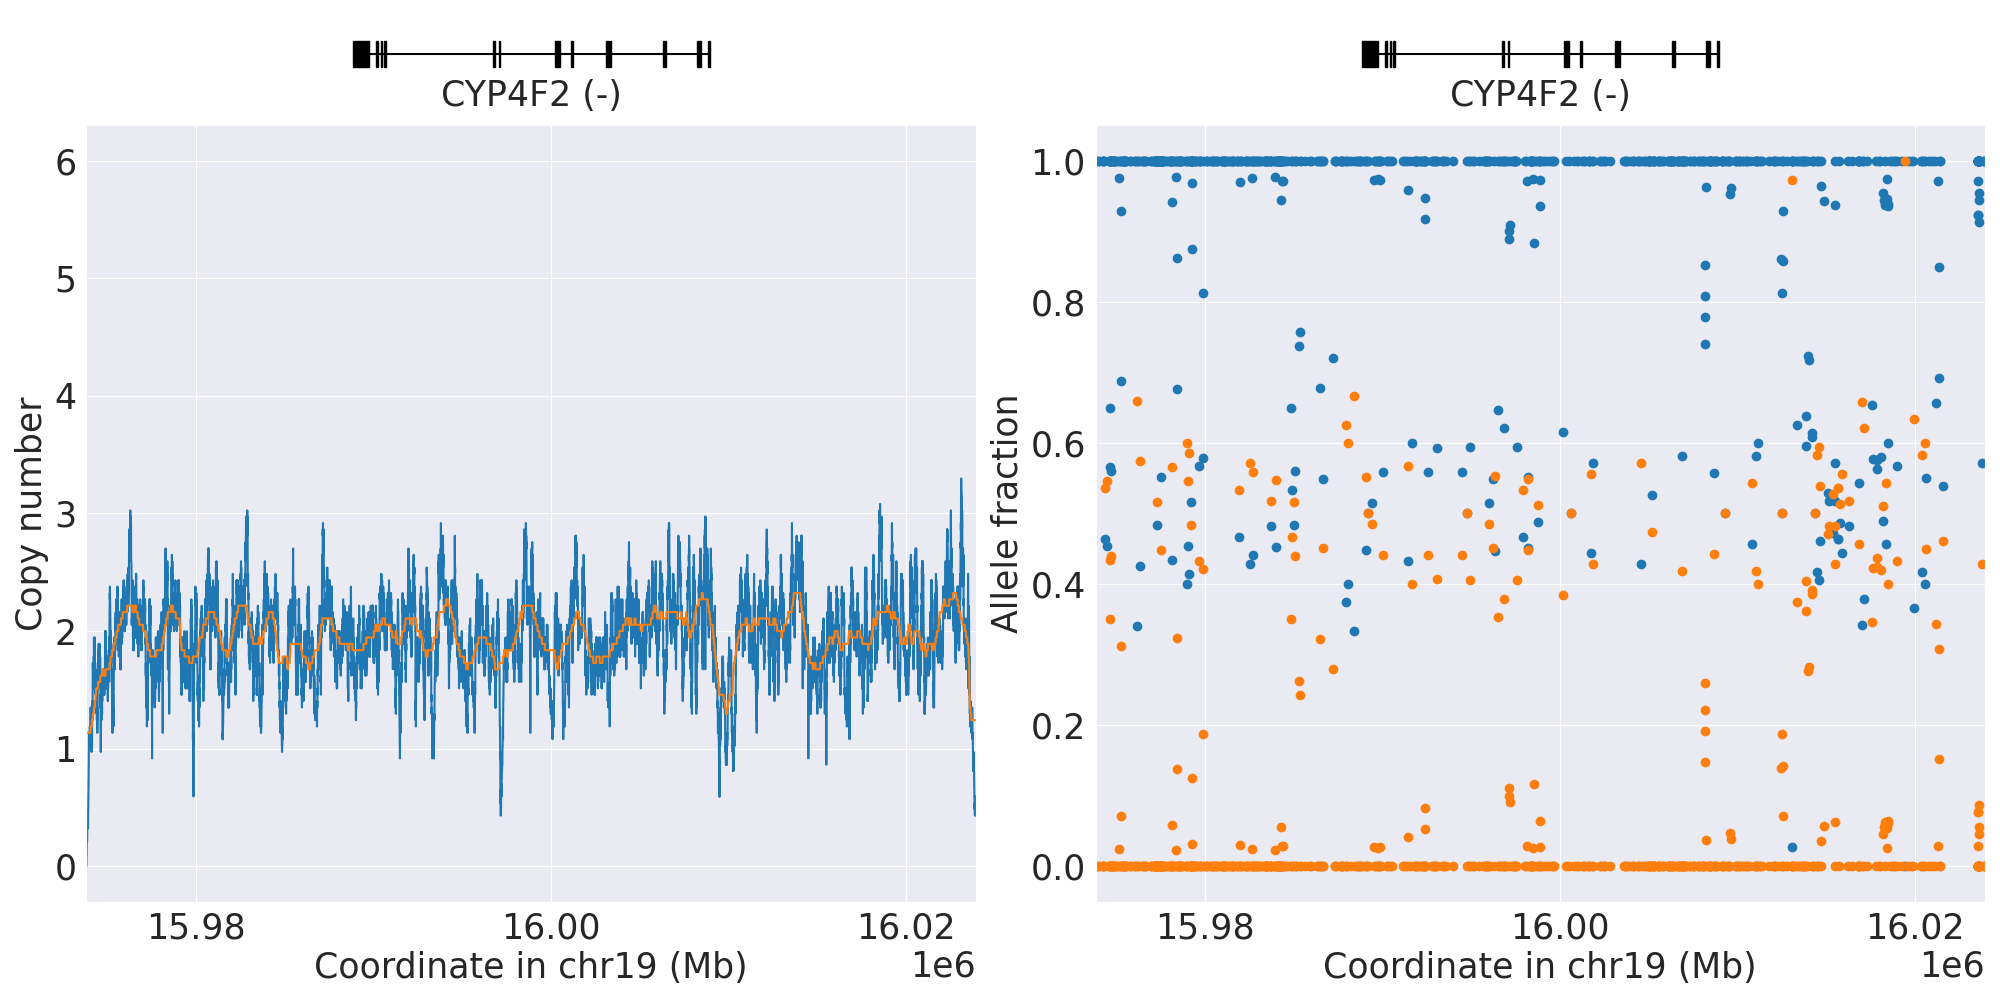 CYP4F2 (-)
6
5
4
3
2
1
0
Copy number
15.98
16.00
16.02
Coordinate in chr19 (Mb)
1e6
CYP4F2 (-)
1.0
0.8
0.6
0.4
0.2
0.0
Allele fraction
15.98
16.00
16.02
Coordinate in chr19 (Mb)
1e6